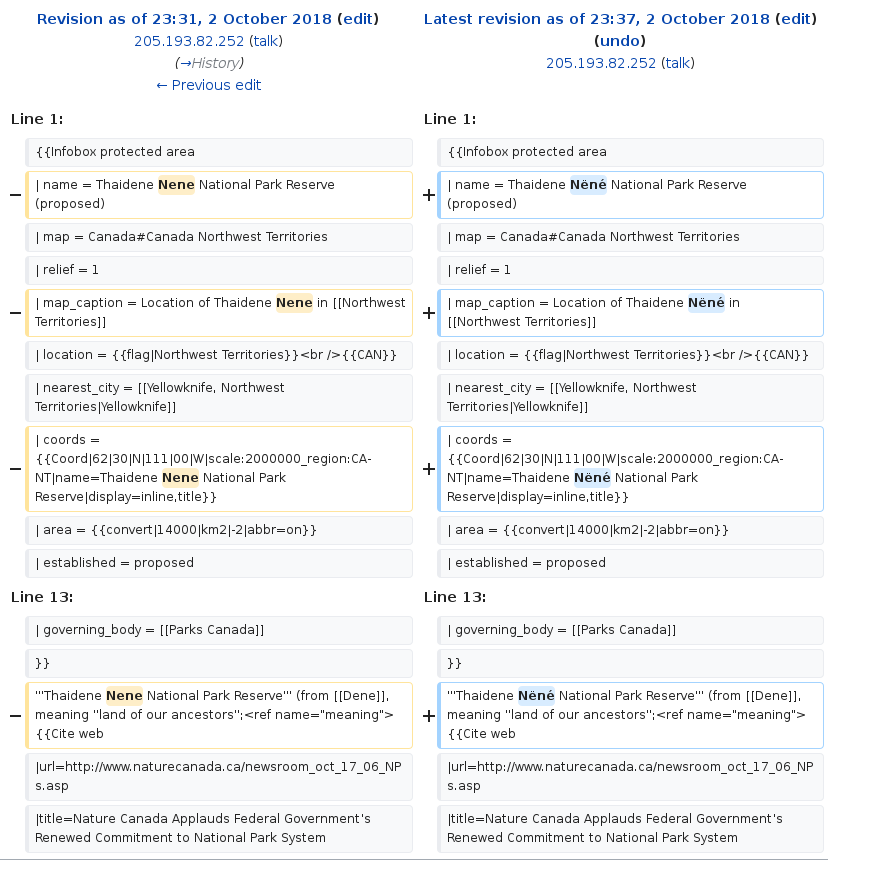 Revision as of 23:31, 2 October 2018 (edit)
205.193.82.252 (talk)
(→History)
← Previous edit
Latest revision as of 23:37, 2 October 2018 (edit)
(undo)
205.193.82.252 (talk)
Line 1:
Line 1:
{{Infobox protected area
{{Infobox protected area
− | name = Thaidene Nene National Park Reserve
(proposed)
+ | name = Thaidene Nëné National Park Reserve
(proposed)
| map = Canada#Canada Northwest Territories
| map = Canada#Canada Northwest Territories
| relief = 1
| relief = 1
− | map_caption = Location of Thaidene Nene in [[Northwest
Territories]]
+ | map_caption = Location of Thaidene Nëné in
[[Northwest Territories]]
| location = {{flag|Northwest Territories}}<br />{{CAN}}
| location = {{flag|Northwest Territories}}<br />{{CAN}}
| nearest_city = [[Yellowknife, Northwest
Territories|Yellowknife]]
| nearest_city = [[Yellowknife, Northwest
Territories|Yellowknife]]
− | coords =
{{Coord|62|30|N|111|00|W|scale:2000000_region:CA-
NT|name=Thaidene Nene National Park
Reserve|display=inline,title}}
+ | coords =
{{Coord|62|30|N|111|00|W|scale:2000000_region:CA-
NT|name=Thaidene Nëné National Park
Reserve|display=inline,title}}
| area = {{convert|14000|km2|-2|abbr=on}}
| area = {{convert|14000|km2|-2|abbr=on}}
| established = proposed
| established = proposed
Line 13:
Line 13:
| governing_body = [[Parks Canada]]
| governing_body = [[Parks Canada]]
}}
}}
− '''Thaidene Nene National Park Reserve''' (from [[Dene]],
meaning "land of our ancestors";<ref name="meaning">
{{Cite web
+ '''Thaidene Nëné National Park Reserve''' (from [[Dene]],
meaning "land of our ancestors";<ref name="meaning">
{{Cite web
|url=http://www.naturecanada.ca/newsroom_oct_17_06_NP
s.asp
|url=http://www.naturecanada.ca/newsroom_oct_17_06_NP
s.asp
|title=Nature Canada Applauds Federal Government's
Renewed Commitment to National Park System
|title=Nature Canada Applauds Federal Government's
Renewed Commitment to National Park System